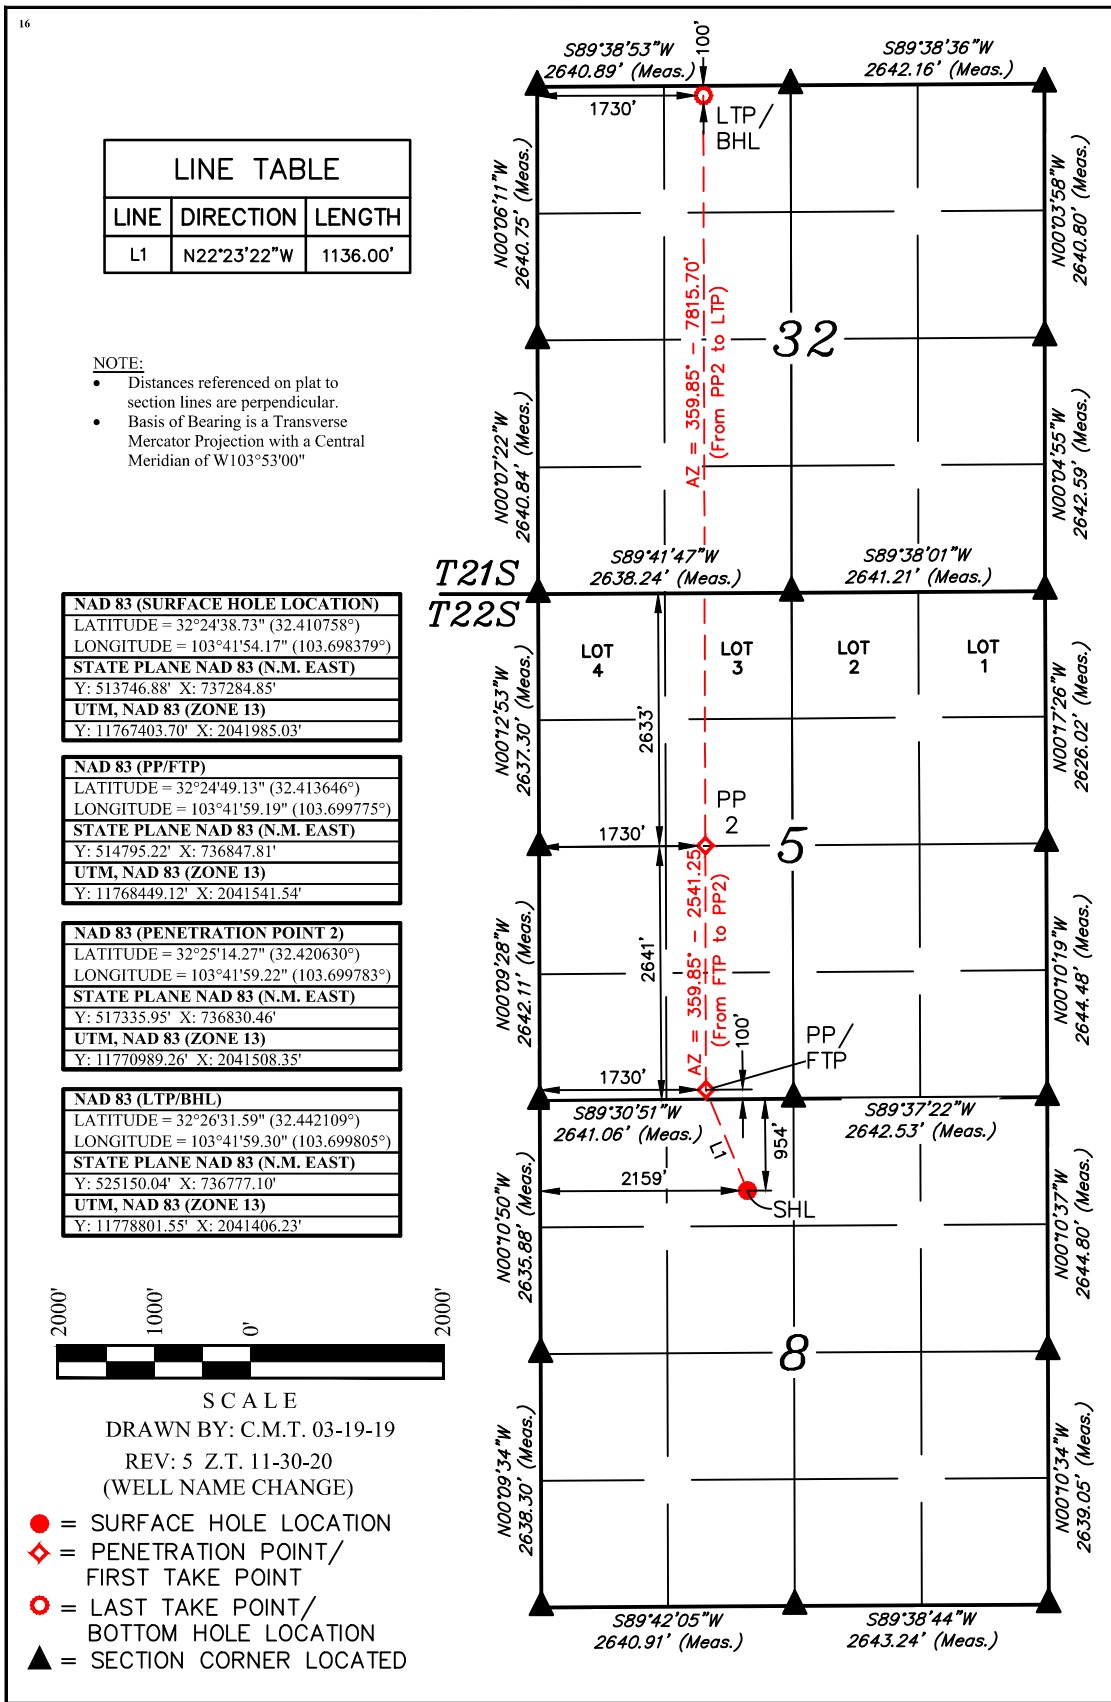 16
S89°38'53"W
2640.89' (Meas.)
100'
S89°38'36"W
2642.16' (Meas.)
1730'
LTP/
BHL
LINE TABLE
LINE DIRECTION LENGTH
L1 N22°23'22"W 1136.00'
N00°06'11"W
2640.75' (Meas.)
N00°03'58"W
2640.80' (Meas.)
AZ = 359.85° - 7815.70'
(From PP2 to LTP)
32
NOTE:
• Distances referenced on plat to
section lines are perpendicular.
• Basis of Bearing is a Transverse
Mercator Projection with a Central
Meridian of W103°53'00"
N00°07'22"W
2640.84' (Meas.)
N00°04'55"W
2642.59' (Meas.)
T21S
T22S
S89°41'47"W
2638.24' (Meas.)
S89°38'01"W
2641.21' (Meas.)
NAD 83 (SURFACE HOLE LOCATION)
LATITUDE = 32°24'38.73" (32.410758°)
LONGITUDE = 103°41'54.17" (103.698379°)
STATE PLANE NAD 83 (N.M. EAST)
Y: 513746.88' X: 737284.85'
UTM, NAD 83 (ZONE 13)
Y: 11767403.70' X: 2041985.03'
LOT
4
LOT
3
LOT
2
LOT
1
N00°12'53"W
2637.30' (Meas.)
2633'
N00°17'26"W
2626.02' (Meas.)
NAD 83 (PP/FTP)
LATITUDE = 32°24'49.13" (32.413646°)
LONGITUDE = 103°41'59.19" (103.699775°)
STATE PLANE NAD 83 (N.M. EAST)
Y: 514795.22' X: 736847.81'
UTM, NAD 83 (ZONE 13)
Y: 11768449.12' X: 2041541.54'
PP
2
1730'
5
NAD 83 (PENETRATION POINT 2)
LATITUDE = 32°25'14.27" (32.420630°)
LONGITUDE = 103°41'59.22" (103.699783°)
STATE PLANE NAD 83 (N.M. EAST)
Y: 517335.95' X: 736830.46'
UTM, NAD 83 (ZONE 13)
Y: 11770989.26' X: 2041508.35'
N00°09'28"W
2642.11' (Meas.)
2641'
AZ = 359.85° - 2541.25'
(From FTP to PP2)
N00°10'19"W
2644.48' (Meas.)
100'
PP/
FTP
1730'
NAD 83 (LTP/BHL)
LATITUDE = 32°26'31.59" (32.442109°)
LONGITUDE = 103°41'59.30" (103.699805°)
STATE PLANE NAD 83 (N.M. EAST)
Y: 525150.04' X: 736777.10'
UTM, NAD 83 (ZONE 13)
Y: 11778801.55' X: 2041406.23'
S89°30'51"W
2641.06' (Meas.)
S89°37'22"W
2642.53' (Meas.)
L1
954'
2159'
SHL
N00°10'50"W
2635.88' (Meas.)
N00°10'37"W
2644.80' (Meas.)
8
2000'
1000'
0'
2000'
SCALE
DRAWN BY: C.M.T. 03-19-19
REV: 5 Z.T. 11-30-20
(WELL NAME CHANGE)
N00°09'34"W
2638.30' (Meas.)
N00°10'34"W
2639.05' (Meas.)
= SURFACE HOLE LOCATION
= PENETRATION POINT/
FIRST TAKE POINT
= LAST TAKE POINT/
BOTTOM HOLE LOCATION
= SECTION CORNER LOCATED
S89°42'05"W
2640.91' (Meas.)
S89°38'44"W
2643.24' (Meas.)